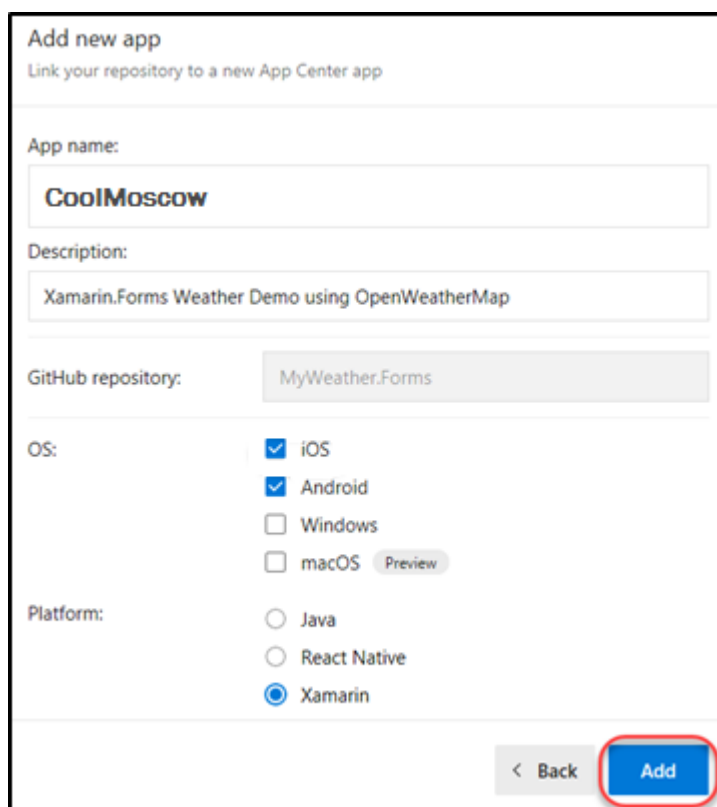 Add new app
Link your repository to a new App Center app
App name:
CoolMoscow
Description:
Xamarin.Forms Weather Demo using OpenWeatherMap
GitHub repository: MyWeather.Forms
OS: iOS
Android
Windows
macOS Preview
Platform: Java
React Native
Xamarin
< Back Add